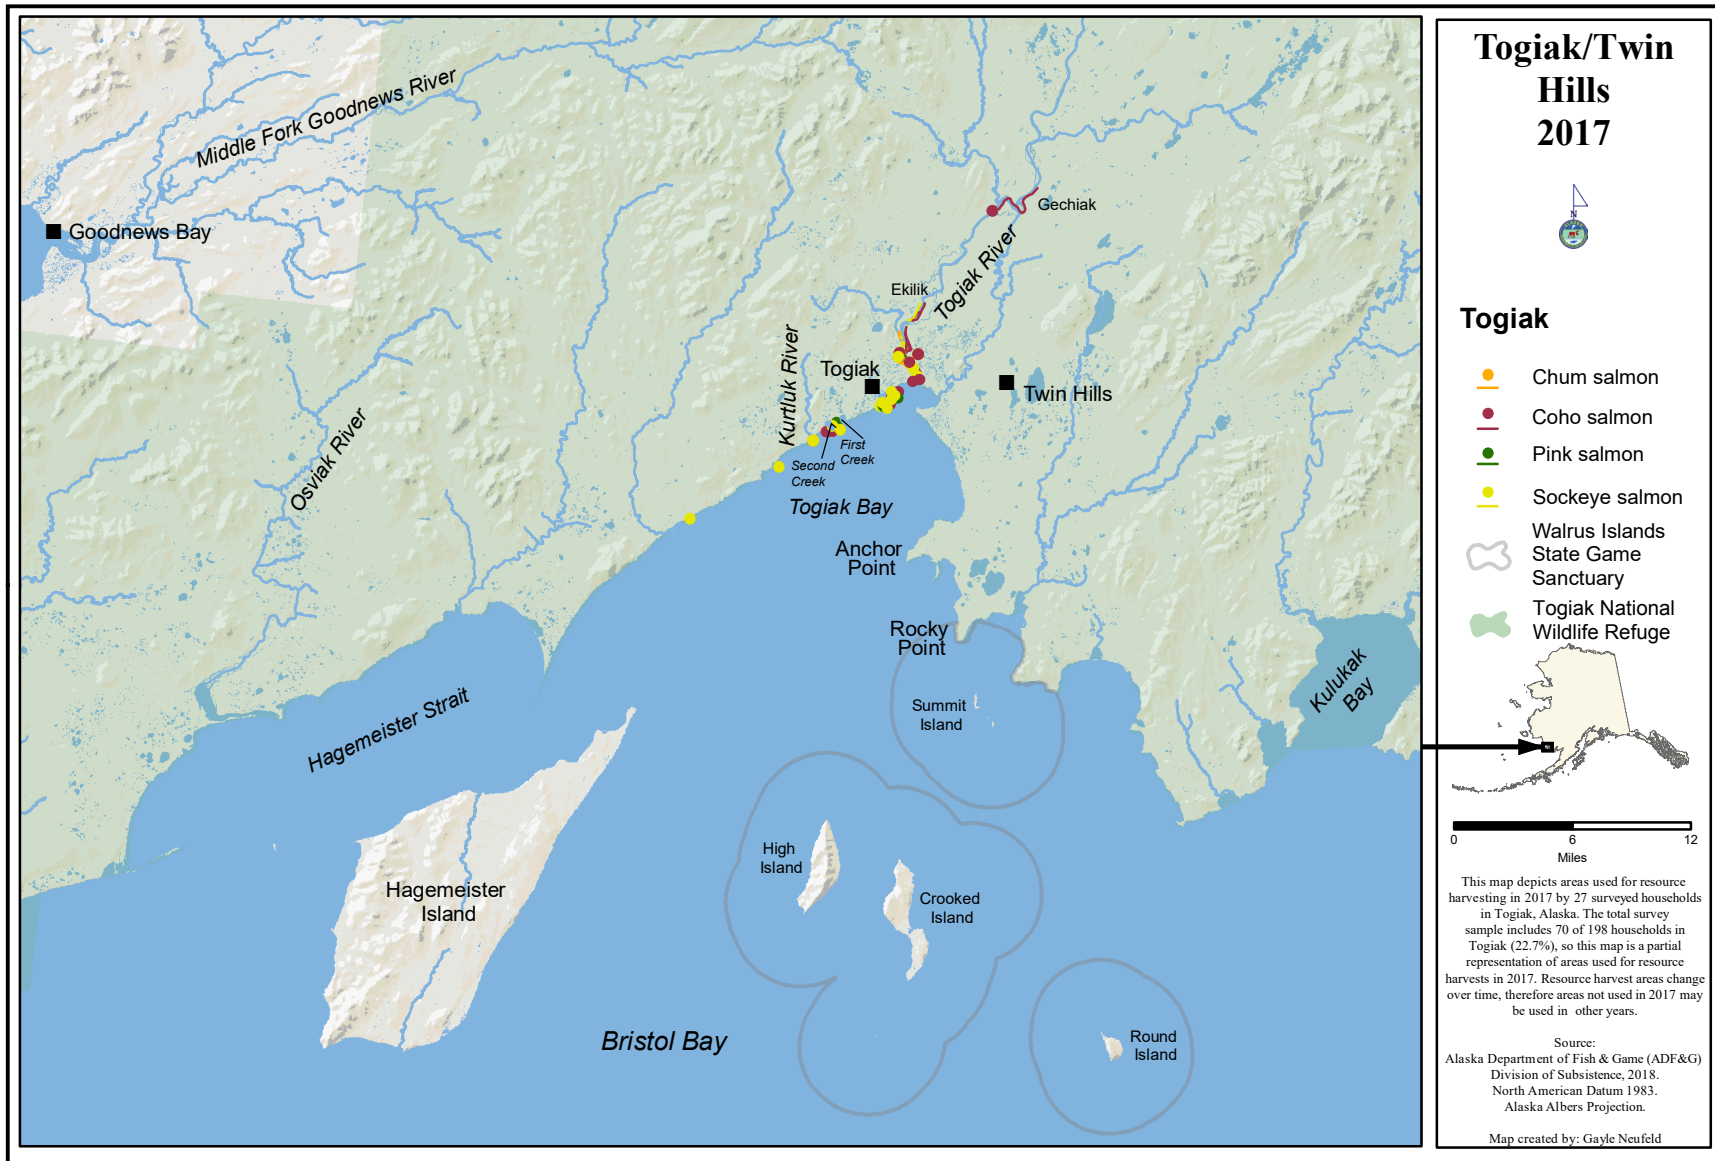 Togiak/Twin
Hills
2017
N
Togiak
Chum salmon
Coho salmon
Pink salmon
Sockeye salmon
Walrus Islands
State Game
Sanctuary
Togiak National
Wildlife Refuge
0
6
12
Miles
This map depicts areas used for resource
harvesting in 2017 by 27 surveyed households
in Togiak, Alaska. The total survey
sample includes 70 of 198 households in
Togiak (22.7%), so this map is a partial
representation of areas used for resource
harvests in 2017. Resource harvest areas change
over time, therefore areas not used in 2017 may
be used in other years.
Source:
Alaska Department of Fish & Game (ADF&G)
Division of Subsistence, 2018.
North American Datum 1983.
Alaska Albers Projection.
Map created by: Gayle Neufeld
Middle Fork Goodnews River
Goodnews Bay
Gechiak
Togiak River
Ekilik
Kurtluk River
Togiak
Twin Hills
Osviak River
First
Creek
Second
Creek
Togiak Bay
Anchor
Point
Rocky
Point
Kulukak
Bay
Summit
Island
Hagemeister Strait
High
Island
Hagemeister
Island
Crooked
Island
Bristol Bay
Round
Island